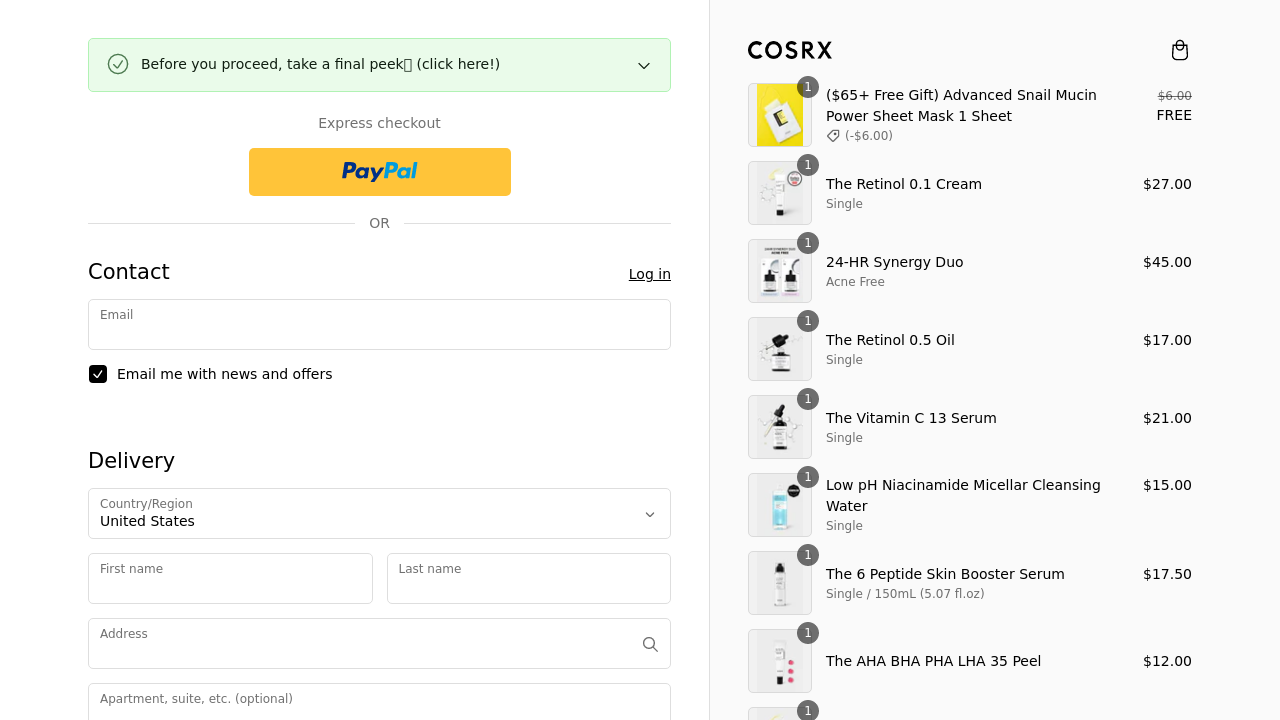 Before you proceed, take a final peek (click here!)
Express checkout
PayPal
OR
Contact
Log in
Email
Email me with news and offers
Delivery
Country/Region
United States
First name
Last name
Address
Apartment, suite, etc. (optional)
COSRX
1
($65+ Free Gift) Advanced Snail Mucin
Power Sheet Mask 1 Sheet
(-$6.00)
$6.00
FREE
1
The Retinol 0.1 Cream
Single
$27.00
1
24-HR Synergy Duo
Acne Free
$45.00
1
The Retinol 0.5 Oil
Single
$17.00
1
The Vitamin C 13 Serum
Single
$21.00
1
Low pH Niacinamide Micellar Cleansing
Water
Single
$15.00
1
The 6 Peptide Skin Booster Serum
Single / 150mL (5.07 fl.oz)
$17.50
1
The AHA BHA PHA LHA 35 Peel
$12.00
1